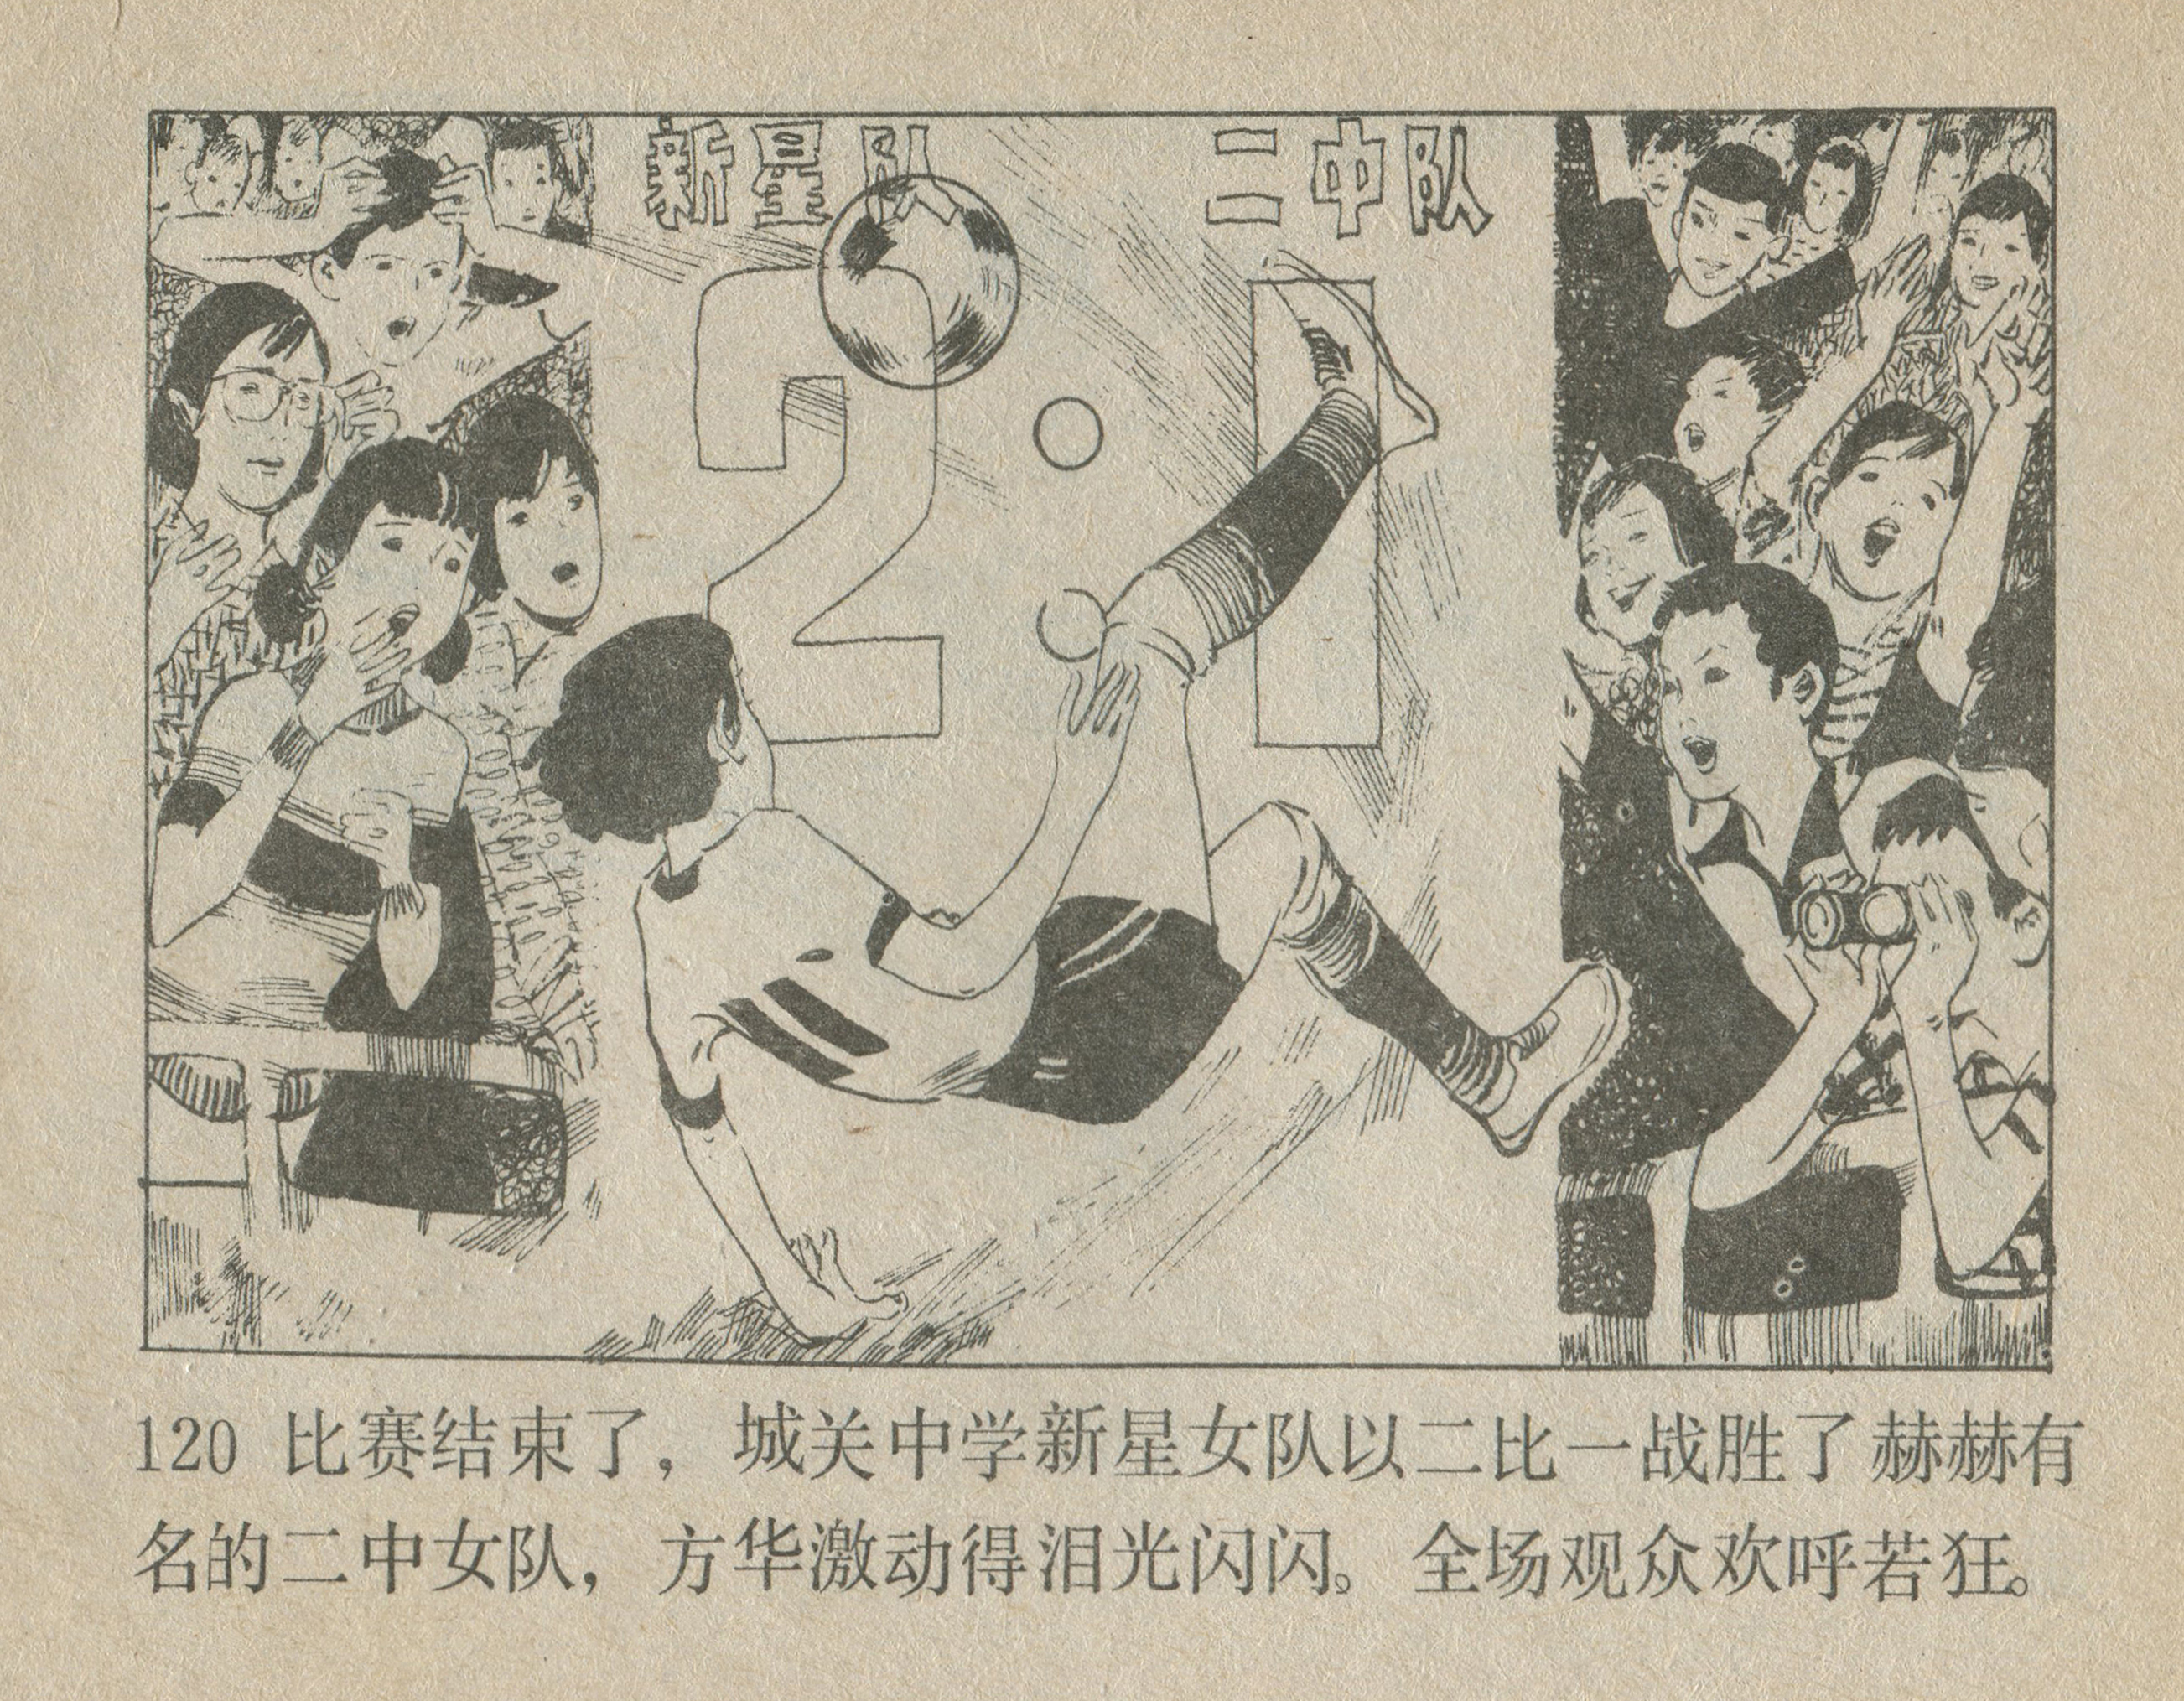 新星队 二中队
2:1
120 比赛结束了，城关中学新星女队以二比一战胜了赫赫有
名的二中女队，方华激动得泪光闪闪。全场观众欢呼若狂。